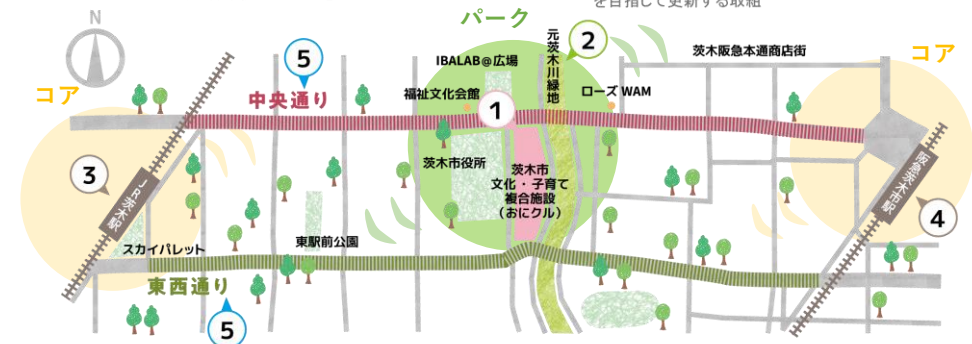 を目指して更新する取組
パーク
N
5
2
元茨木川緑地
IBALAB@広場
茨木阪急本通商店街
コア
コア
中央通り
福祉文化会館
1
ローズ WAM
茨木市役所
茨木市
文化・子育て
複合施設
（おにクル）
3
JR茨木駅
阪急茨木市駅
4
スカイパレット
東駅前公園
東西通り
5